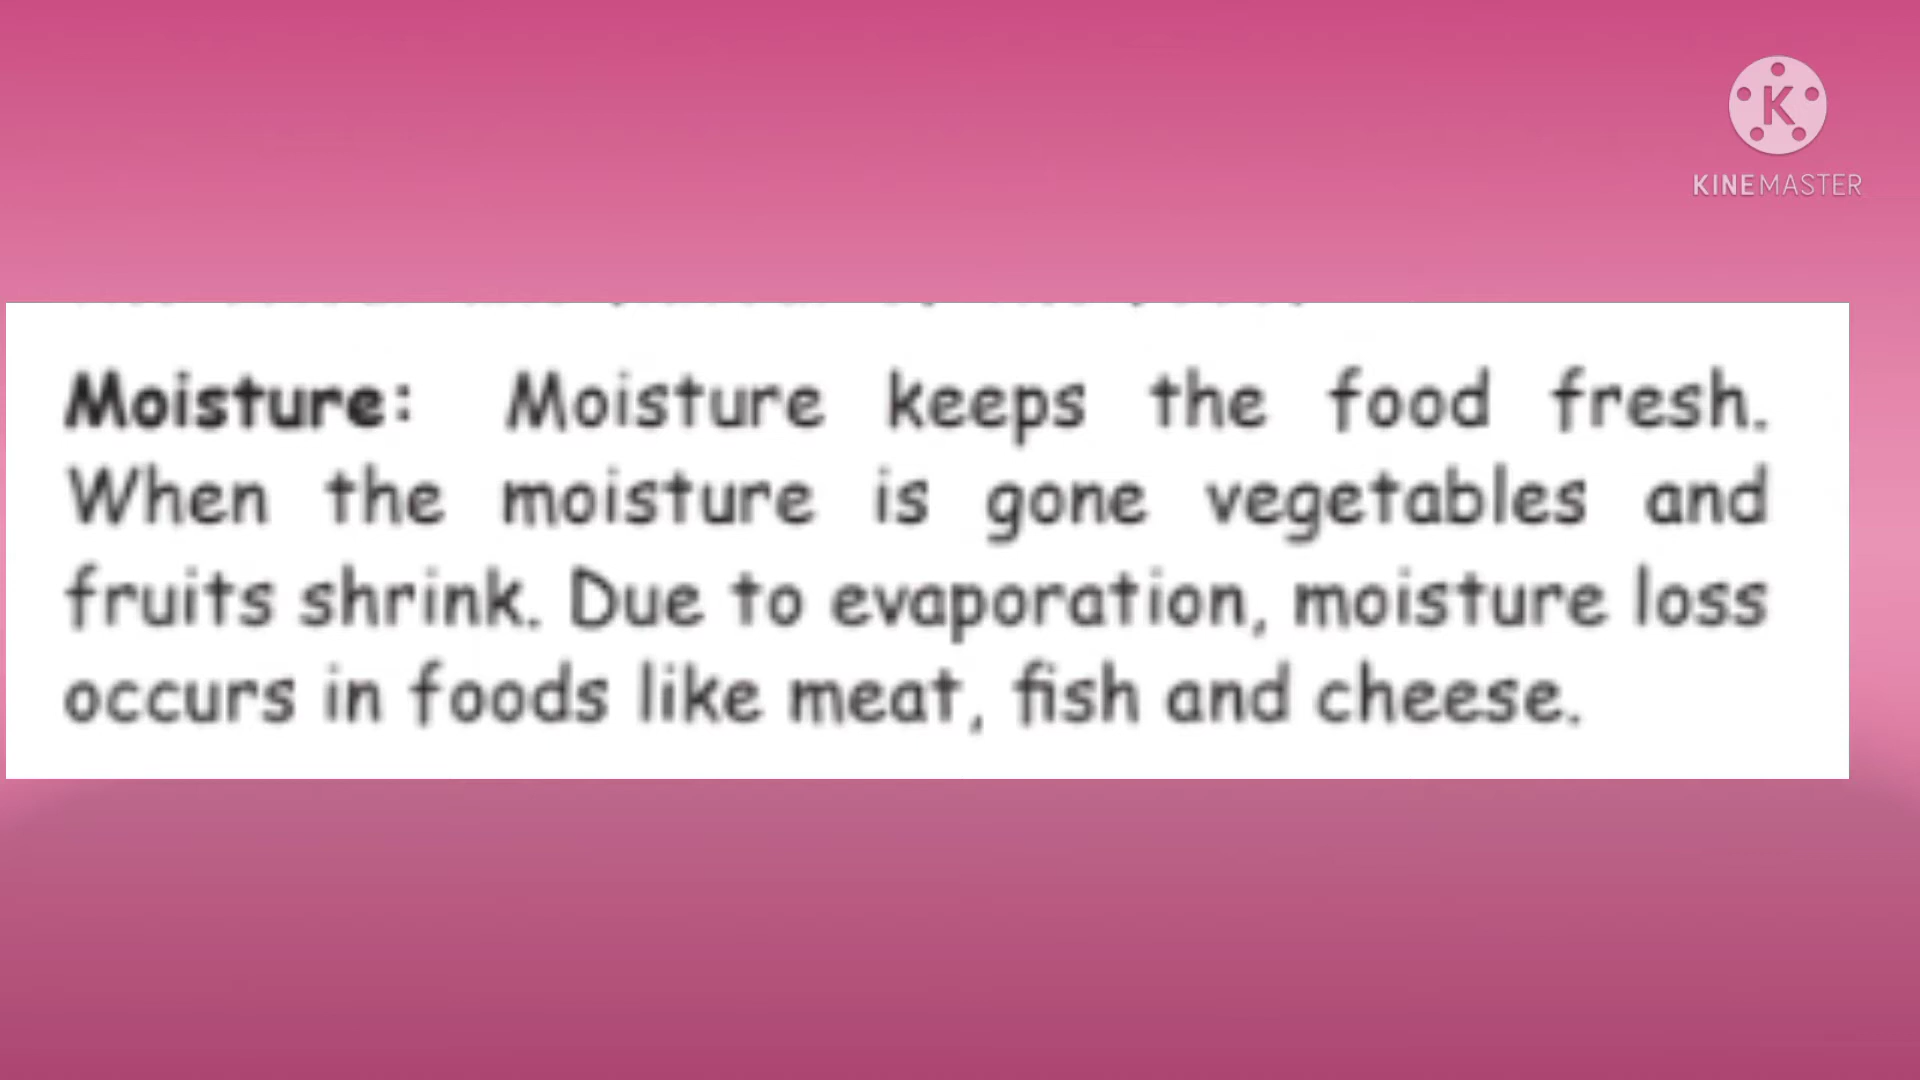 KINEMASTER
Moisture: Moisture keeps the food fresh.
When the moisture is gone vegetables and
fruits shrink. Due to evaporation, moisture loss
occurs in foods like meat, fish and cheese.